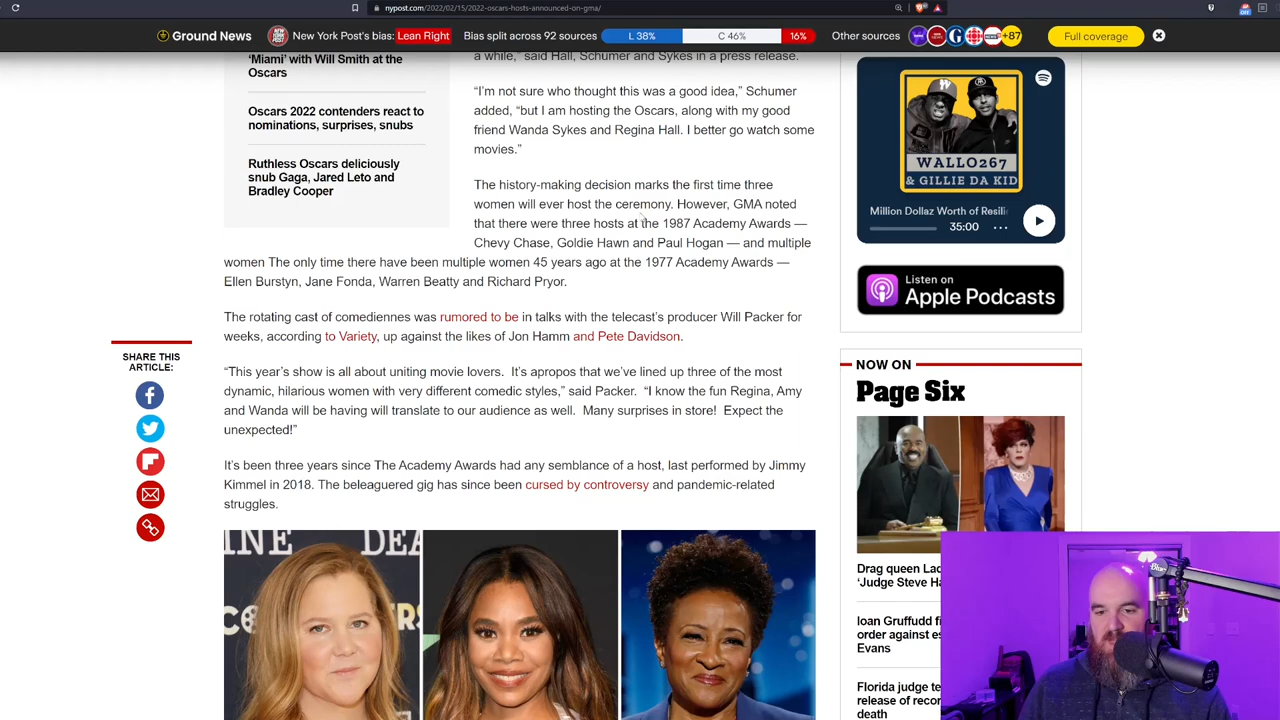 nypost.com/2022/02/15/2022-oscars-hosts-announced-on-gma/
OFF
Ground News
New York Post's bias: Lean Right
Bias split across 92 sources
L 38%
C 46%
16%
Other sources
+87
Full coverage
'Miami' with Will Smith at the
Oscars
Oscars 2022 contenders react to
nominations, surprises, snubs
Ruthless Oscars deliciously
snub Gaga, Jared Leto and
Bradley Cooper
a while," said Hall, Schumer and Sykes in a press release.
"I'm not sure who thought this was a good idea," Schumer
added, "but I am hosting the Oscars, along with my good
friend Wanda Sykes and Regina Hall. I better go watch some
movies."
The history-making decision marks the first time three
women will ever host the ceremony. However, GMA noted
that there were three hosts at the 1987 Academy Awards —
Chevy Chase, Goldie Hawn and Paul Hogan — and multiple
women The only time there have been multiple women 45 years ago at the 1977 Academy Awards —
Ellen Burstyn, Jane Fonda, Warren Beatty and Richard Pryor.
The rotating cast of comediennes was rumored to be in talks with the telecast's producer Will Packer for
weeks, according to Variety, up against the likes of Jon Hamm and Pete Davidson.
"This year's show is all about uniting movie lovers.  It's apropos that we've lined up three of the most
dynamic, hilarious women with very different comedic styles," said Packer.  "I know the fun Regina, Amy
and Wanda will be having will translate to our audience as well.  Many surprises in store!  Expect the
unexpected!"
It's been three years since The Academy Awards had any semblance of a host, last performed by Jimmy
Kimmel in 2018. The beleaguered gig has since been cursed by controversy and pandemic-related
struggles.
SHARE THIS
ARTICLE:
WALLO267
& GILLIE DA KID
Million Dollaz Worth of Resili
35:00
Listen on
Apple Podcasts
NOW ON
Page Six
Drag queen La
'Judge Steve Ha
Ioan Gruffudd fi
order against es
Evans
Florida judge te
release of recor
death
Blue